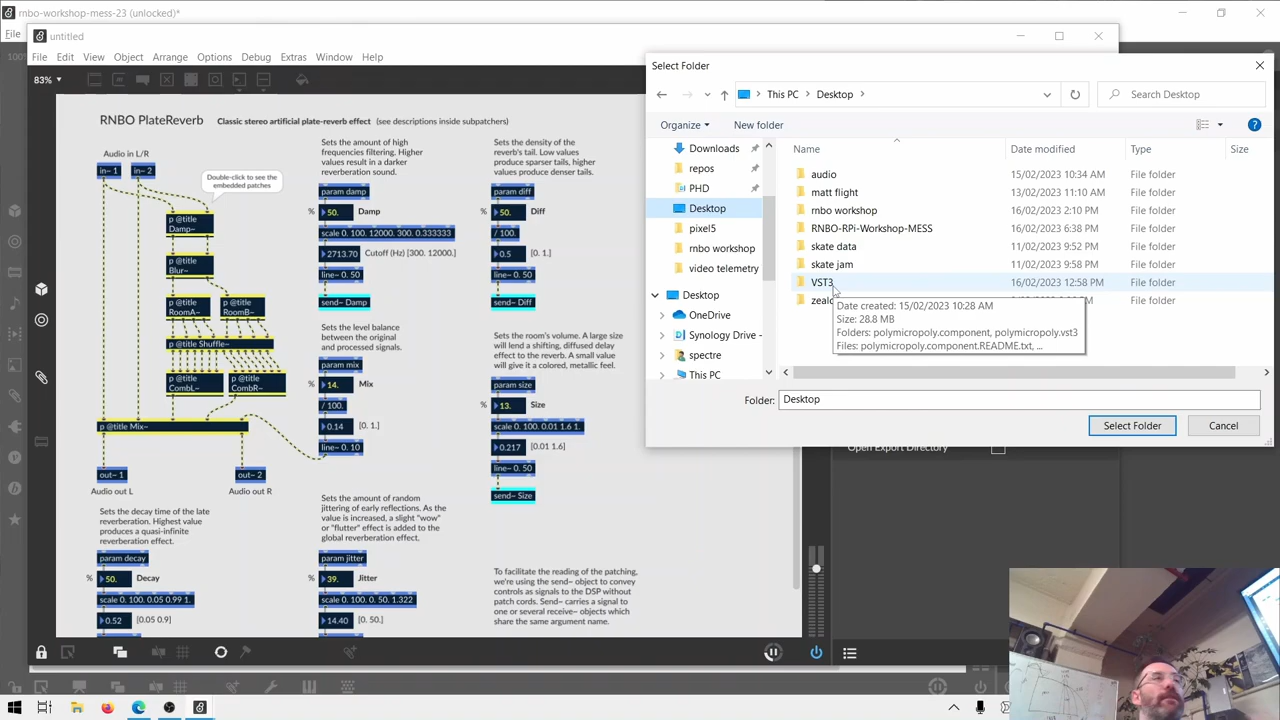 rnbo-workshop-mess-23 (unlocked)*
File
untitled
File Edit View Object Arrange Options Debug Extras Window Help
83%
RNBO PlateReverb Classic stereo artificial plate-reverb effect (see descriptions inside subpatchers)
Audio in L/R
in~ 1 in~ 2
Double-click to see the
embedded patches
p @title
Damp~
p @title
Blur~
p @title
RoomA~
p @title
RoomB~
p @title Shuffle~
p @title
CombL~
p @title
CombR~
p @title Mix~
out~ 1 out~ 2
Audio out L Audio out R
Sets the decay time of the late
reverberation. Highest value
produces a quasi-infinite
reverberation effect.
param decay
% 50. Decay
scale 0. 100. 0.05 0.99 1.
0.52 [0.05 0.9]
Sets the amount of high
frequencies filtering. Higher
values result in a darker
reverberation sound.
param damp
% 50. Damp
scale 0. 100. 12000. 300. 0.333333
2713.70 Cutoff (Hz) [300. 12000.]
line~ 0. 50
send~ Damp
Sets the level balance
between the original
and processed signals.
param mix
% 14. Mix
/ 100.
0.14 [0. 1.]
line~ 0. 10
Sets the amount of random
jittering of early reflections. As
the value is increased, a slight "wow"
or "flutter" effect is added to the
global reverberation effect,
param jitter
% 39. Jitter
scale 0. 100. 0. 50. 1.322
14.40 [0. 50.]
Sets the density of the
reverb's tail. Low values
produce sparser tails, higher
values produce denser tails.
param diff
% 50. Diff
/ 100.
0.5 [0. 1.]
line~ 0. 50
send~ Diff
Sets the room's volume. A large size
will lend a shifting, diffused delay
effect to the reverb. A small value
will give it a colored, metallic feel.
param size
% 13. Size
scale 0. 100. 0.01 1.6 1.
0.217 [0.01 1.6]
line~ 0. 50
send~ Size
To facilitate the reading of the patching,
we're using the send~ object to convey
controls as signals to the DSP without
patch cords. Send~ carries a signal to
one or several receive~ objects which
share the same argument name.
Select Folder
This PC Desktop
Search Desktop
Organize New folder
Downloads
repos
PHD
Desktop
pixel5
rnbo workshop
video telemetry
Desktop
OneDrive
Synology Drive
spectre
This PC
Name Date modified Type Size
audio 15/02/2023 10:34 AM File folder
matt flight File folder
rnbo workshop 16/02/2023 2:10 PM File folder
RNBO-RPi-Workshop-MESS File folder
skate data File folder
skate jam 11/02/2023 9:58 PM File folder
VST3 16/02/2023 12:58 PM File folder
File folder
Date created: 15/02/2023 10:28 AM
Size: 28.8 MB
Folders: polymicropoly.component, polymicropoly.vst3
Files: polymicropoly.component.README.txt, ...
Folder: Desktop
Select Folder Cancel
Open Export Directory